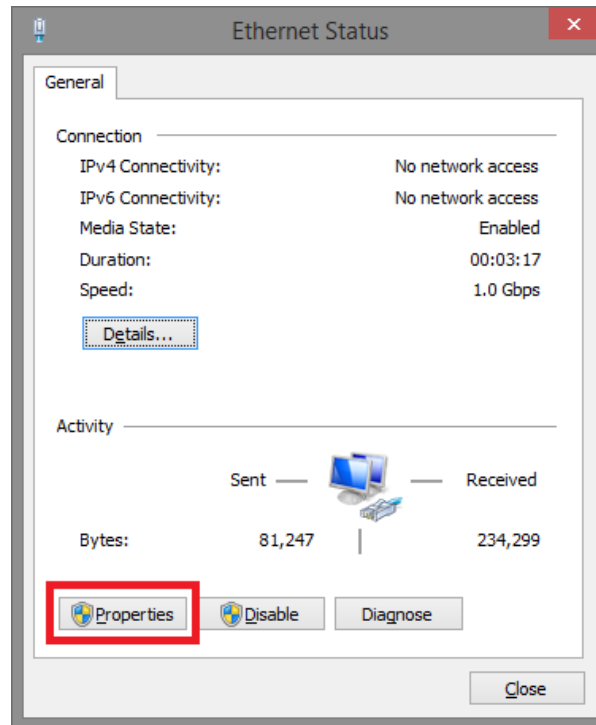 Ethernet Status
General
Connection
IPv4 Connectivity: No network access
IPv6 Connectivity: No network access
Media State: Enabled
Duration: 00:03:17
Speed: 1.0 Gbps
Details...
Activity
Sent Received
Bytes: 81,247 234,299
Properties Disable Diagnose
Close